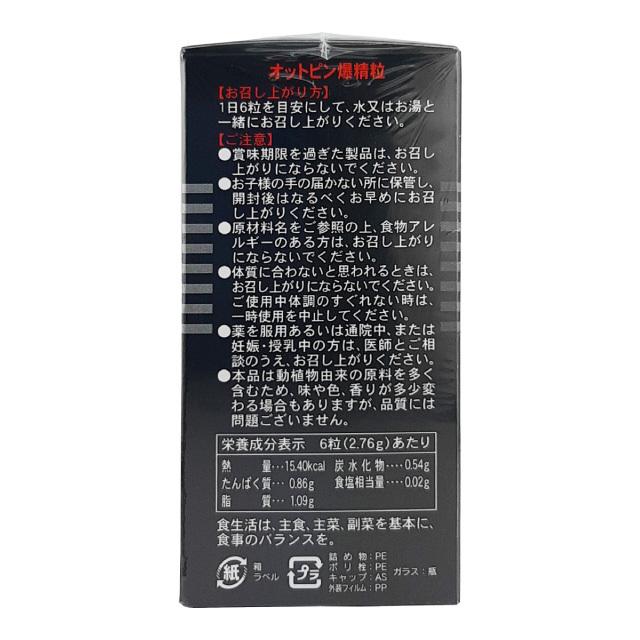 オットピン爆精粒
【お召し上がり方】
1日6粒を目安にして、水又はお湯と
一緒にお召し上がりください。
【ご注意】
●賞味期限を過ぎた製品は、お召し
上がりにならないでください。
●お子様の手の届かない所に保管し、
開封後はなるべくお早めにお召
し上がりください。
●原材料名をご参照の上、食物アレ
ルギーのある方は、お召し上がり
にならないでください。
●体質に合わないと思われるときは、
お召し上がりにならないでください。
ご使用中体調のすぐれない時は、
一時使用を中止してください。
●薬を服用あるいは通院中、または
妊娠・授乳中の方は、医師とご相
談のうえ、お召し上がりください。
●本品は動植物由来の原料を多く
含むため、味や色、香りが多少変
わる場合もありますが、品質には
問題ございません。
栄養成分表示 6粒(2.76g)あたり
熱量…15.40kcal 炭水化物‥‥0.54g
たんぱく質…0.86g 食塩相当量‥‥0.02g
脂質…1.09g
食生活は、主食、主菜、副菜を基本に、
食事のバランスを。
紙 箱 ラベル プラ
詰め物:PE
ポリ栓:PE
キャップ:AS ガラス:瓶
外装フィルム:PP